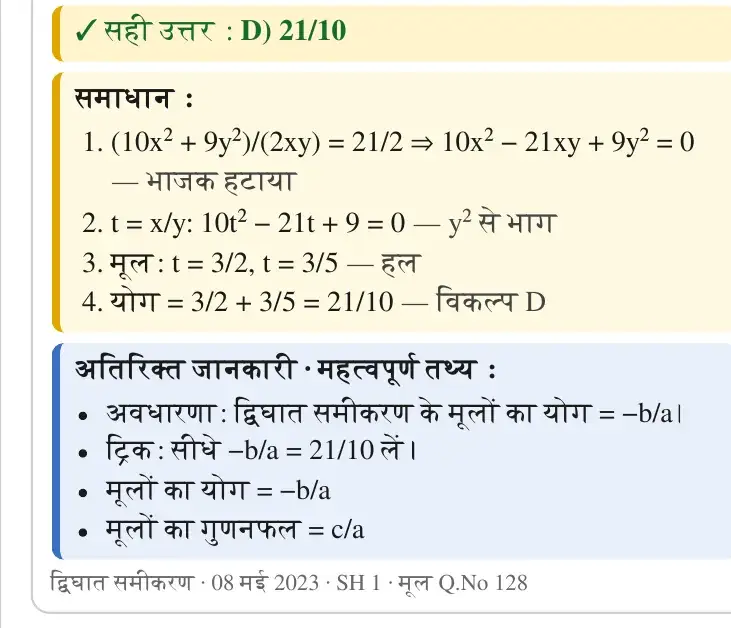 ✓ सही उत्तर : D) 21/10
समाधान :
1. (10x² + 9y²)/(2xy) = 21/2 ⇒ 10x² − 21xy + 9y² = 0
— भाजक हटाया
2. t = x/y: 10t² − 21t + 9 = 0 — y² से भाग
3. मूल : t = 3/2, t = 3/5 — हल
4. योग = 3/2 + 3/5 = 21/10 — विकल्प D
अतिरिक्त जानकारी · महत्वपूर्ण तथ्य :
• अवधारणा : द्विघात समीकरण के मूलों का योग = −b/a।
• ट्रिक : सीधे −b/a = 21/10 लें।
• मूलों का योग = −b/a
• मूलों का गुणनफल = c/a
द्विघात समीकरण · 08 मई 2023 · SH 1 · मूल Q.No 128